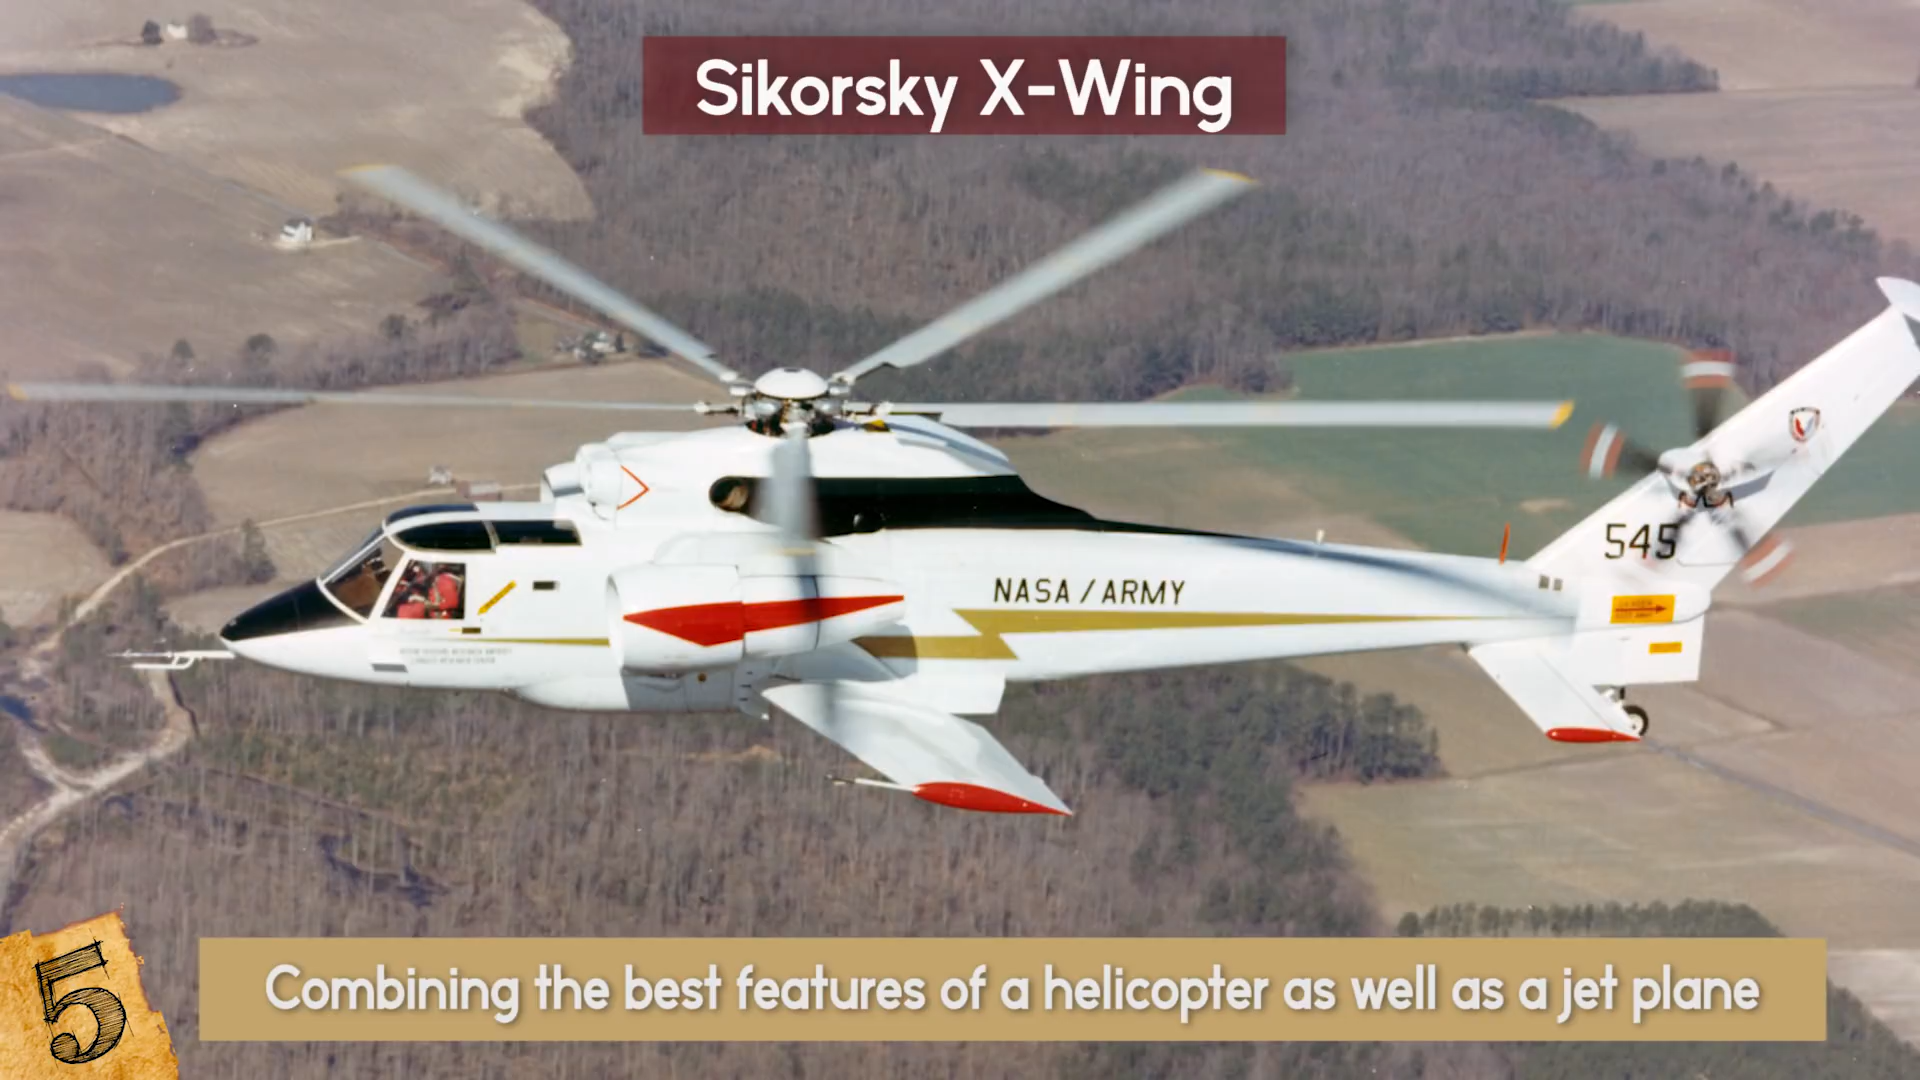 Sikorsky X-Wing
NASA / ARMY
545
5
Combining the best features of a helicopter as well as a jet plane